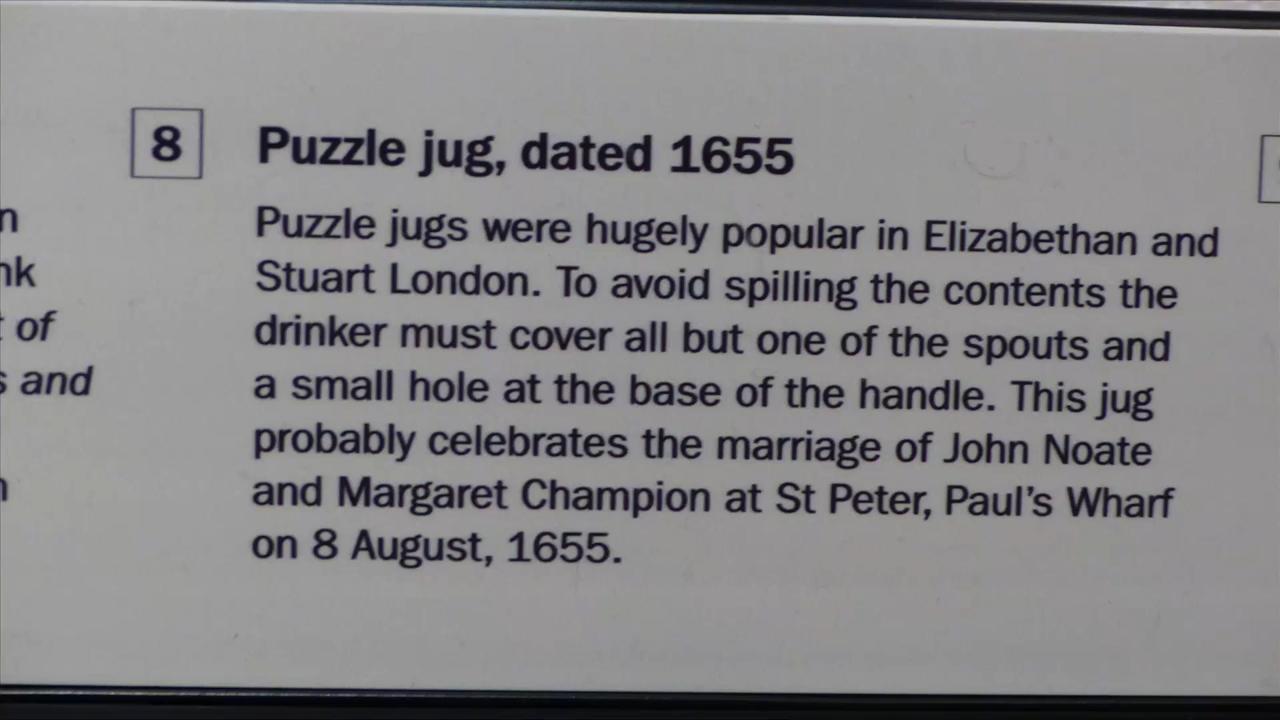 8 Puzzle jug, dated 1655
Puzzle jugs were hugely popular in Elizabethan and
Stuart London. To avoid spilling the contents the
drinker must cover all but one of the spouts and
a small hole at the base of the handle. This jug
probably celebrates the marriage of John Noate
and Margaret Champion at St Peter, Paul's Wharf
on 8 August, 1655.
of
and